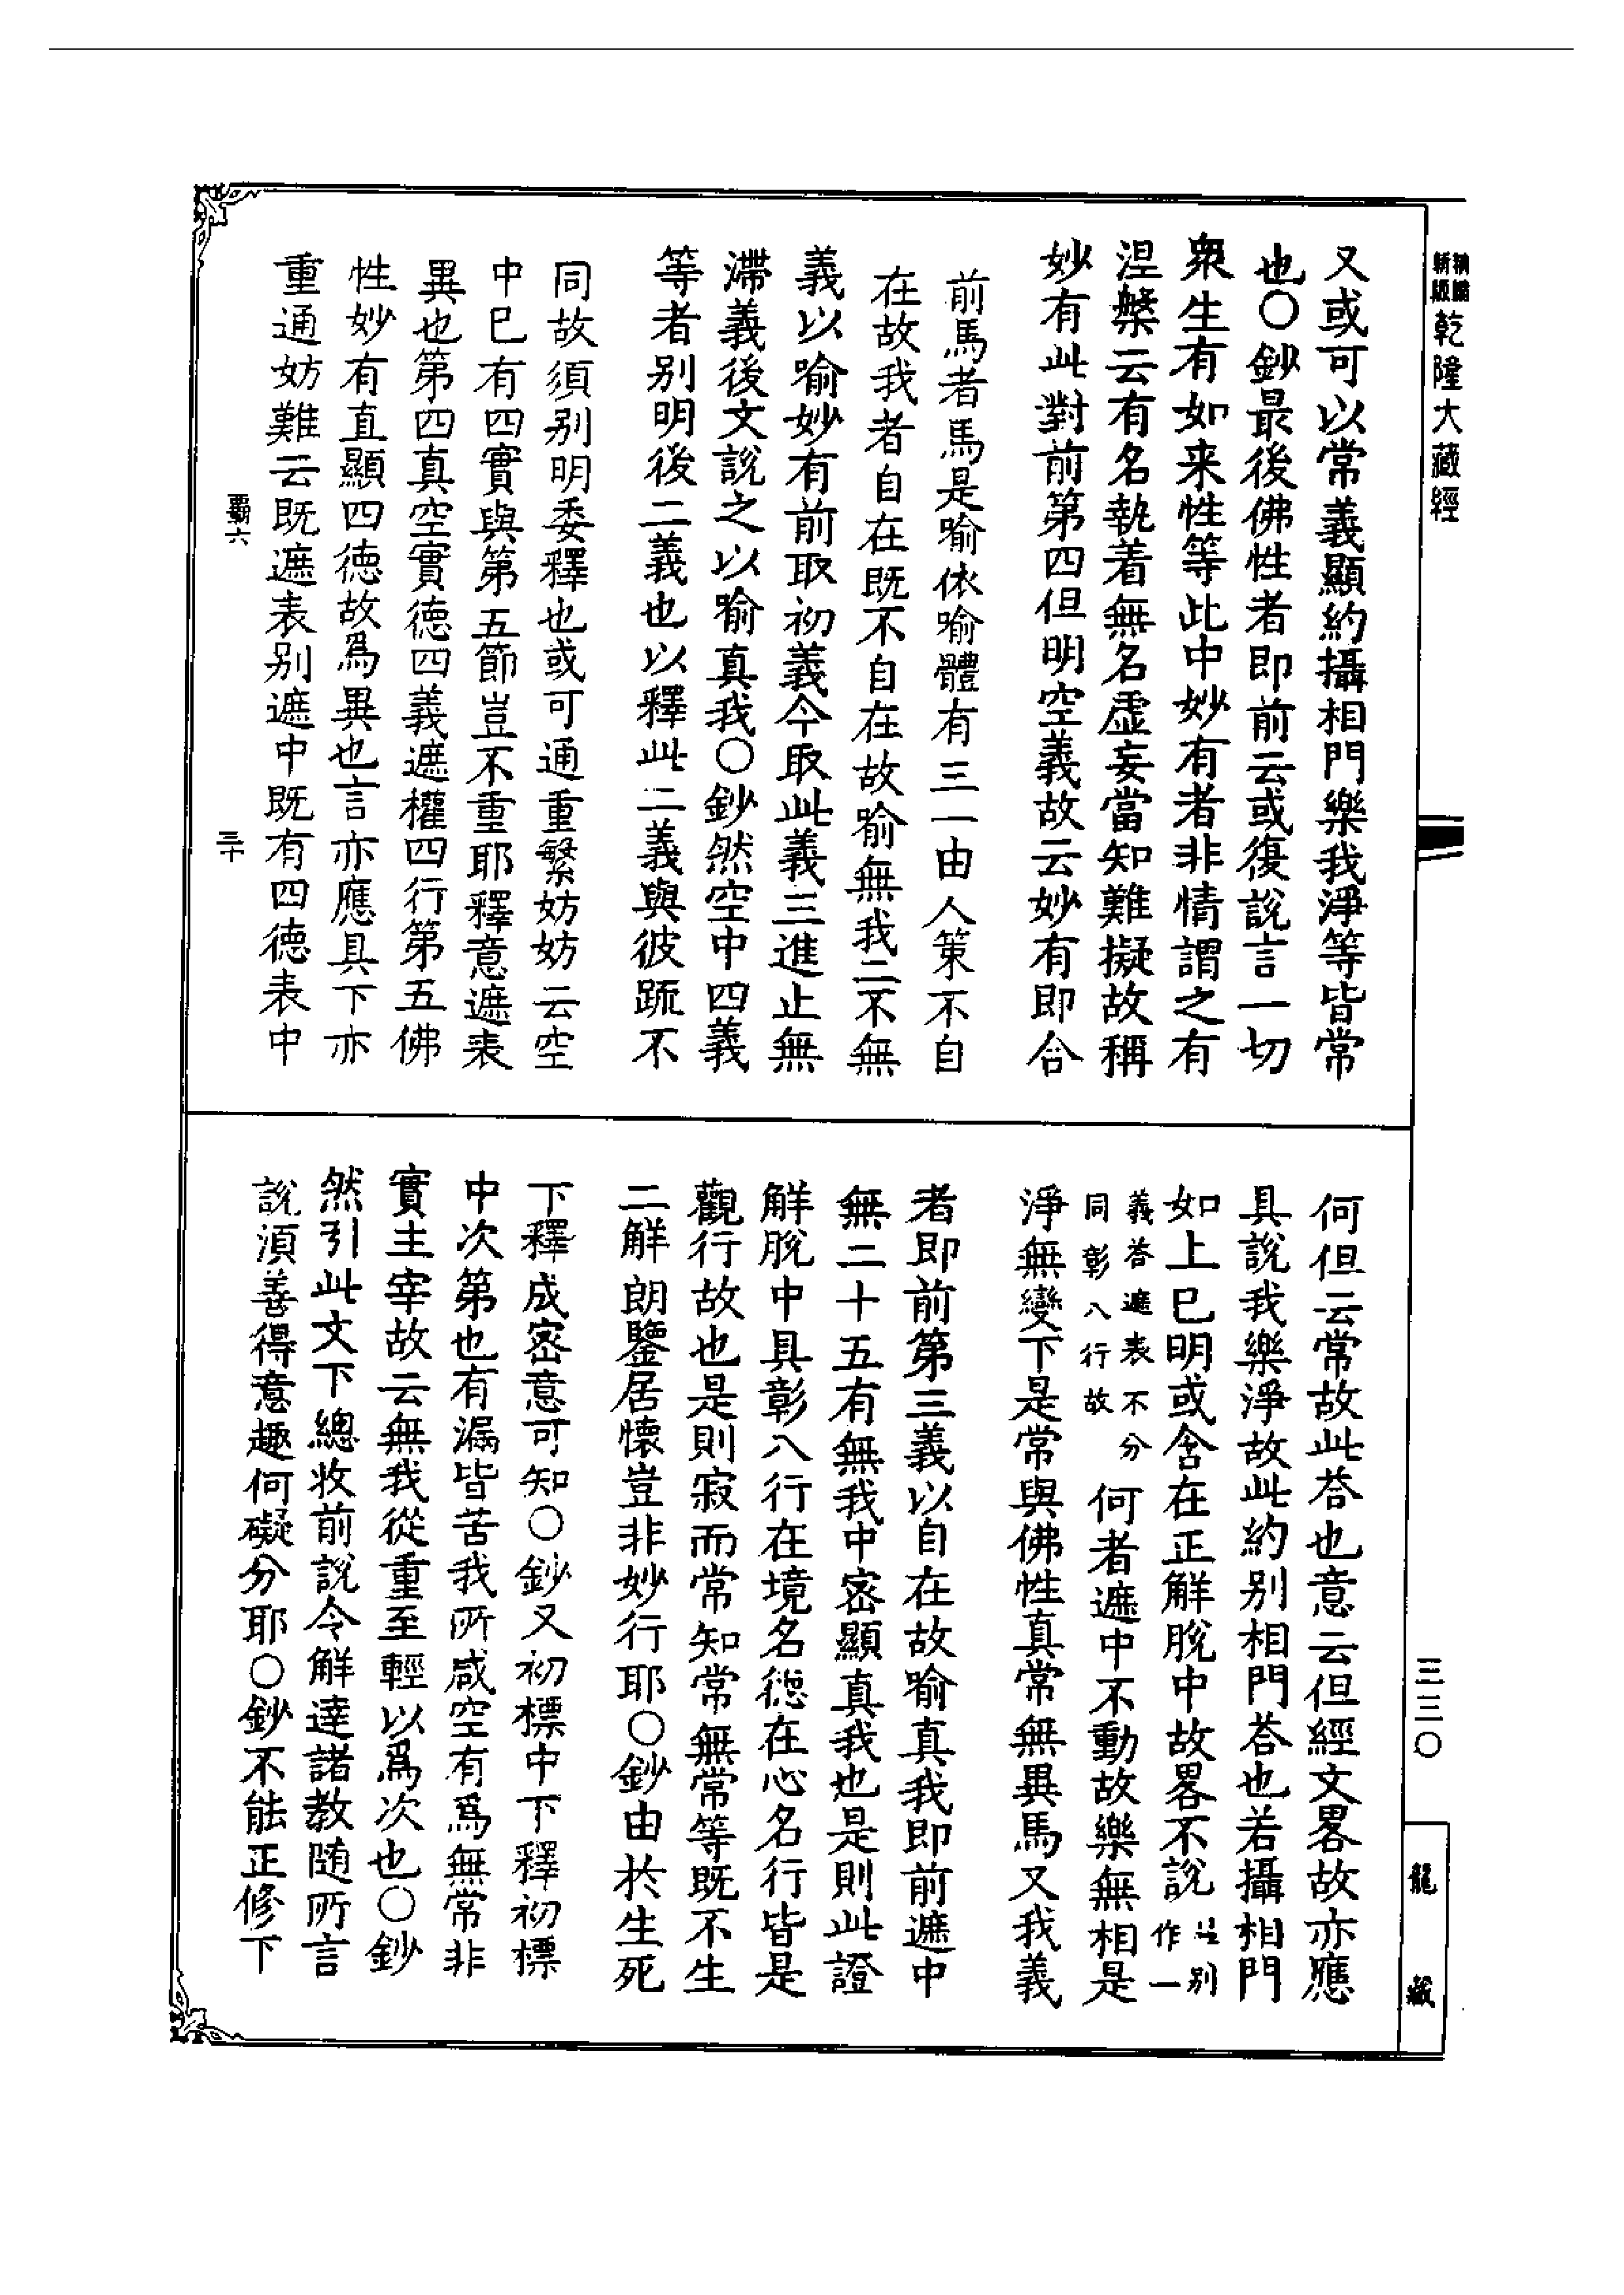 乾隆大藏經
又或可以常義顯約攝相門樂我淨等皆常
也〇鈔最後佛性者即前云或復說言一切
衆生有如来性等此中妙有者非情謂之有
涅槃云有名執着無名虛妄當知難擬故稱
妙有此對前第四但明空義故云妙有即合
前馬者馬是喻依喻體有三一由人策不自
在故我者自在既不自在故喻無我二不無
義以喻妙有前取初義今取此義三進止無
滯義後文說之以喻真我〇鈔然空中四義
等者别明後二義也以釋此二義與彼䟽不
同故須别明委釋也或可通重繁妨妨云空
中巳有四實與第五節豈不重耶釋意遮表
異也第四真空實德四義遮權四行第五佛
性妙有直顯四德故爲異也言亦應具下亦
重通妨難云既遮表别遮中既有四德表中
覇六
三十
何但云常故此荅也意云但經文畧故亦應
具說我樂淨故此約别相門荅也若攝相門
如上巳明或含在正解脫中故畧不說
作一
義荅遮表不分
同彰八行故
何者遮中不動故樂無相是
淨無變下是常與佛性真常無異馬又我義
者即前第三義以自在故喻真我即前遮中
無二十五有無我中密顯真我也是則此證
解脫中具彰八行在境名德在心名行皆是
觀行故也是則寂而常知常無常等既不生
二解朗鑒居懷豈非妙行耶〇鈔由於生死
下釋成密意可知〇鈔又初標中下釋初標
中次第也有漏皆苦我所咸空有爲無常非
實主宰故云無我從重至輕以爲次也〇鈔
然引此文下總收前說令解達諸教随所言
說須善得意趣何礙分耶〇鈔不能正修下
三三〇
龍藏